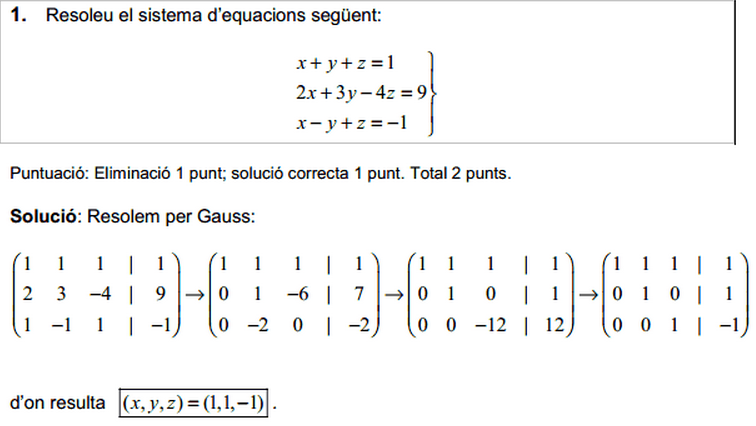 1. Resoleu el sistema d'equacions següent:
x + y + z = 1
2x + 3y − 4z = 9
x − y + z = −1
Puntuació: Eliminació 1 punt; solució correcta 1 punt. Total 2 punts.
Solució: Resolem per Gauss:
(1 1 1 | 1) (1 1 1 | 1) (1 1 1 | 1) (1 1 1 | 1)
(2 3 −4 | 9) → (0 1 −6 | 7) → (0 1 0 | 1) → (0 1 0 | 1)
(1 −1 1 | −1) (0 −2 0 | −2) (0 0 −12 | 12) (0 0 1 | −1)
d'on resulta (x, y, z) = (1,1,−1) .